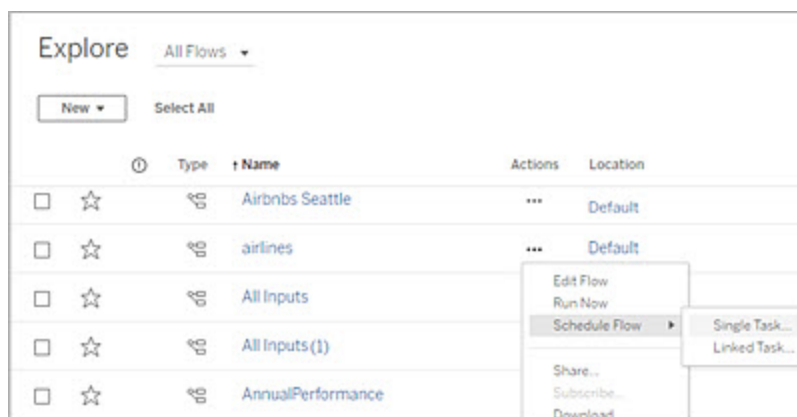 Explore All Flows
New Select All
Type Name Actions Location
Airbnbs Seattle Default
airlines Default
Edit Flow
All Inputs Run Now
Schedule Flow Single Task...
All Inputs (1) Linked Task...
Share...
AnnualPerformance Subscribe...
Download